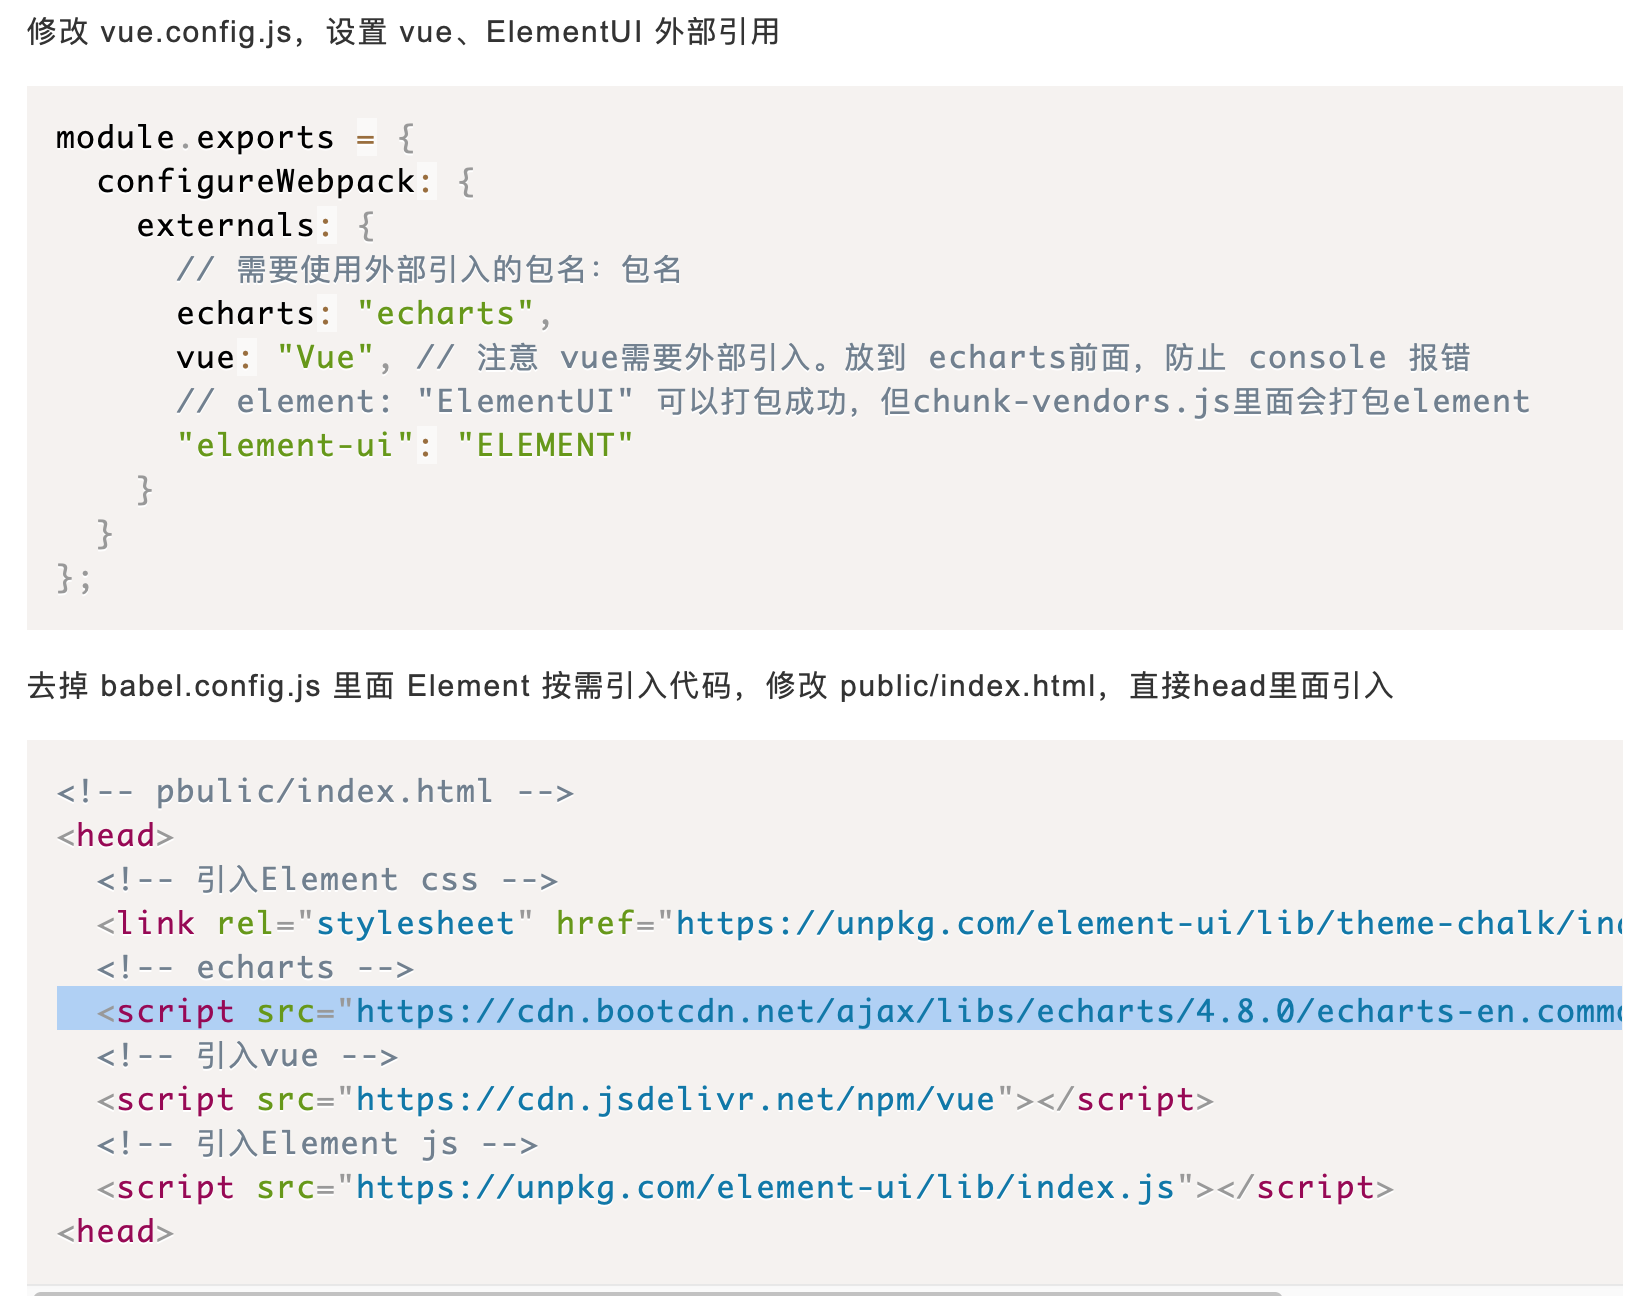 修改 vue.config.js，设置 vue、ElementUI 外部引用
module.exports = {
  configureWebpack: {
    externals: {
      // 需要使用外部引入的包名：包名
      echarts: "echarts",
      vue: "Vue", // 注意 vue需要外部引入。放到 echarts前面，防止 console 报错
      // element: "ElementUI" 可以打包成功，但chunk-vendors.js里面会打包element
      "element-ui": "ELEMENT"
    }
  }
};
去掉 babel.config.js 里面 Element 按需引入代码，修改 public/index.html，直接head里面引入
<!-- pbulic/index.html -->
<head>
  <!-- 引入Element css -->
  <link rel="stylesheet" href="https://unpkg.com/element-ui/lib/theme-chalk/in
  <!-- echarts -->
  <script src="https://cdn.bootcdn.net/ajax/libs/echarts/4.8.0/echarts-en.comm
  <!-- 引入vue -->
  <script src="https://cdn.jsdelivr.net/npm/vue"></script>
  <!-- 引入Element js -->
  <script src="https://unpkg.com/element-ui/lib/index.js"></script>
<head>